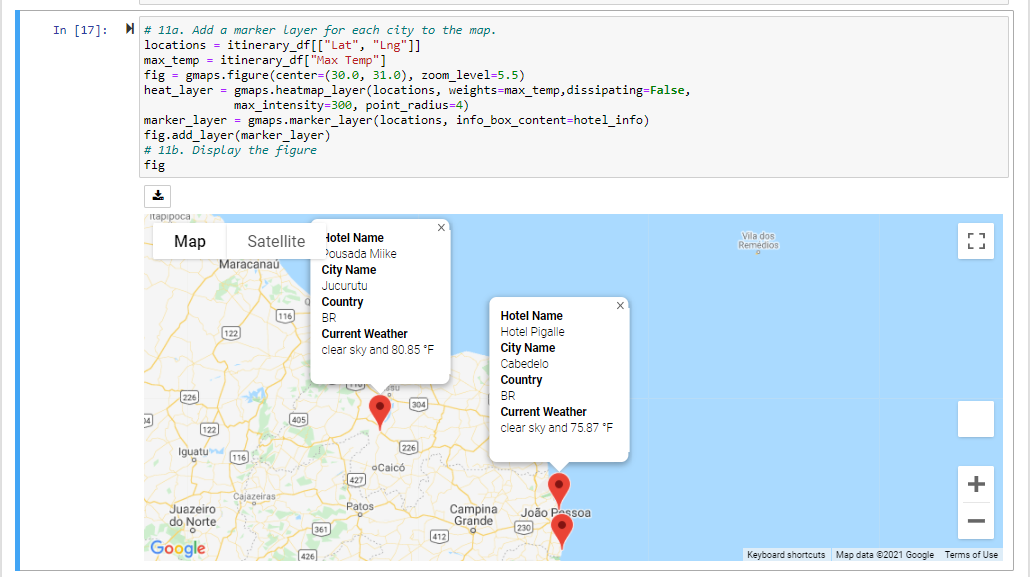 In [17]:
# 11a. Add a marker layer for each city to the map.
locations = itinerary_df[["Lat", "Lng"]]
max_temp = itinerary_df["Max Temp"]
fig = gmaps.figure(center=(30.0, 31.0), zoom_level=5.5)
heat_layer = gmaps.heatmap_layer(locations, weights=max_temp,dissipating=False,
max_intensity=300, point_radius=4)
marker_layer = gmaps.marker_layer(locations, info_box_content=hotel_info)
fig.add_layer(marker_layer)
# 11b. Display the figure
fig
Itapipoca
Map
Satellite
Maracanaú
Hotel Name
Pousada Miike
City Name
Jucurutu
Country
BR
Current Weather
clear sky and 80.85 °F
Vila dos
Remédios
Hotel Name
Hotel Pigalle
City Name
Cabedelo
Country
BR
Current Weather
clear sky and 75.87 °F
116
122
226
304
405
122
226
Iguatu
116
Caicó
427
Cajazeiras
Patos
Juazeiro
do Norte
Campina
Grande
João Pessoa
230
361
412
426
Google
Keyboard shortcuts
Map data ©2021 Google
Terms of Use